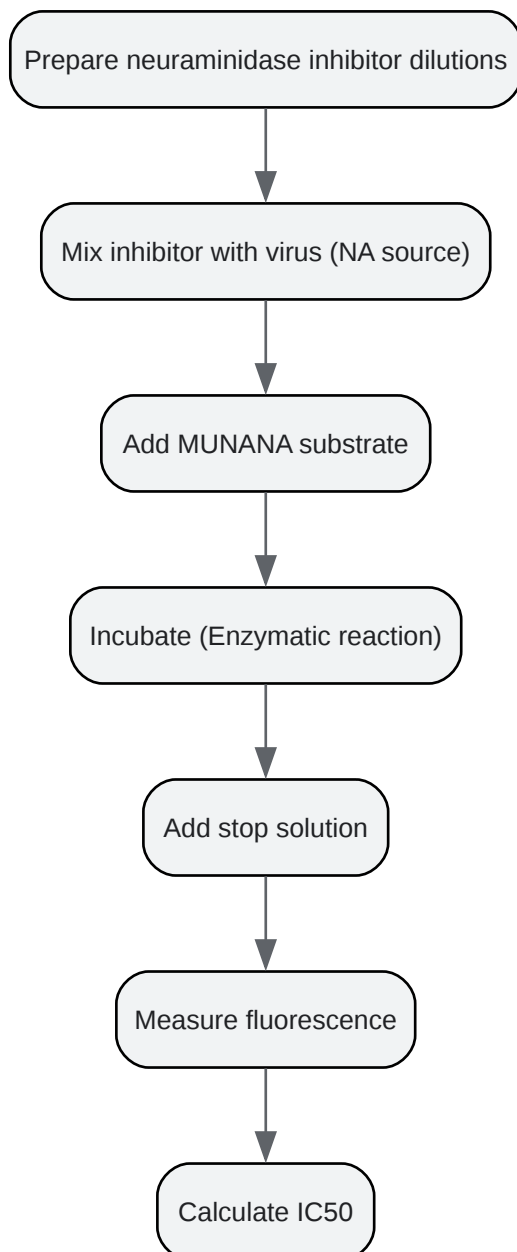 Prepare neuraminidase inhibitor dilutions
Mix inhibitor with virus (NA source)
Add MUNANA substrate
Incubate (Enzymatic reaction)
Add stop solution
Measure fluorescence
Calculate IC50